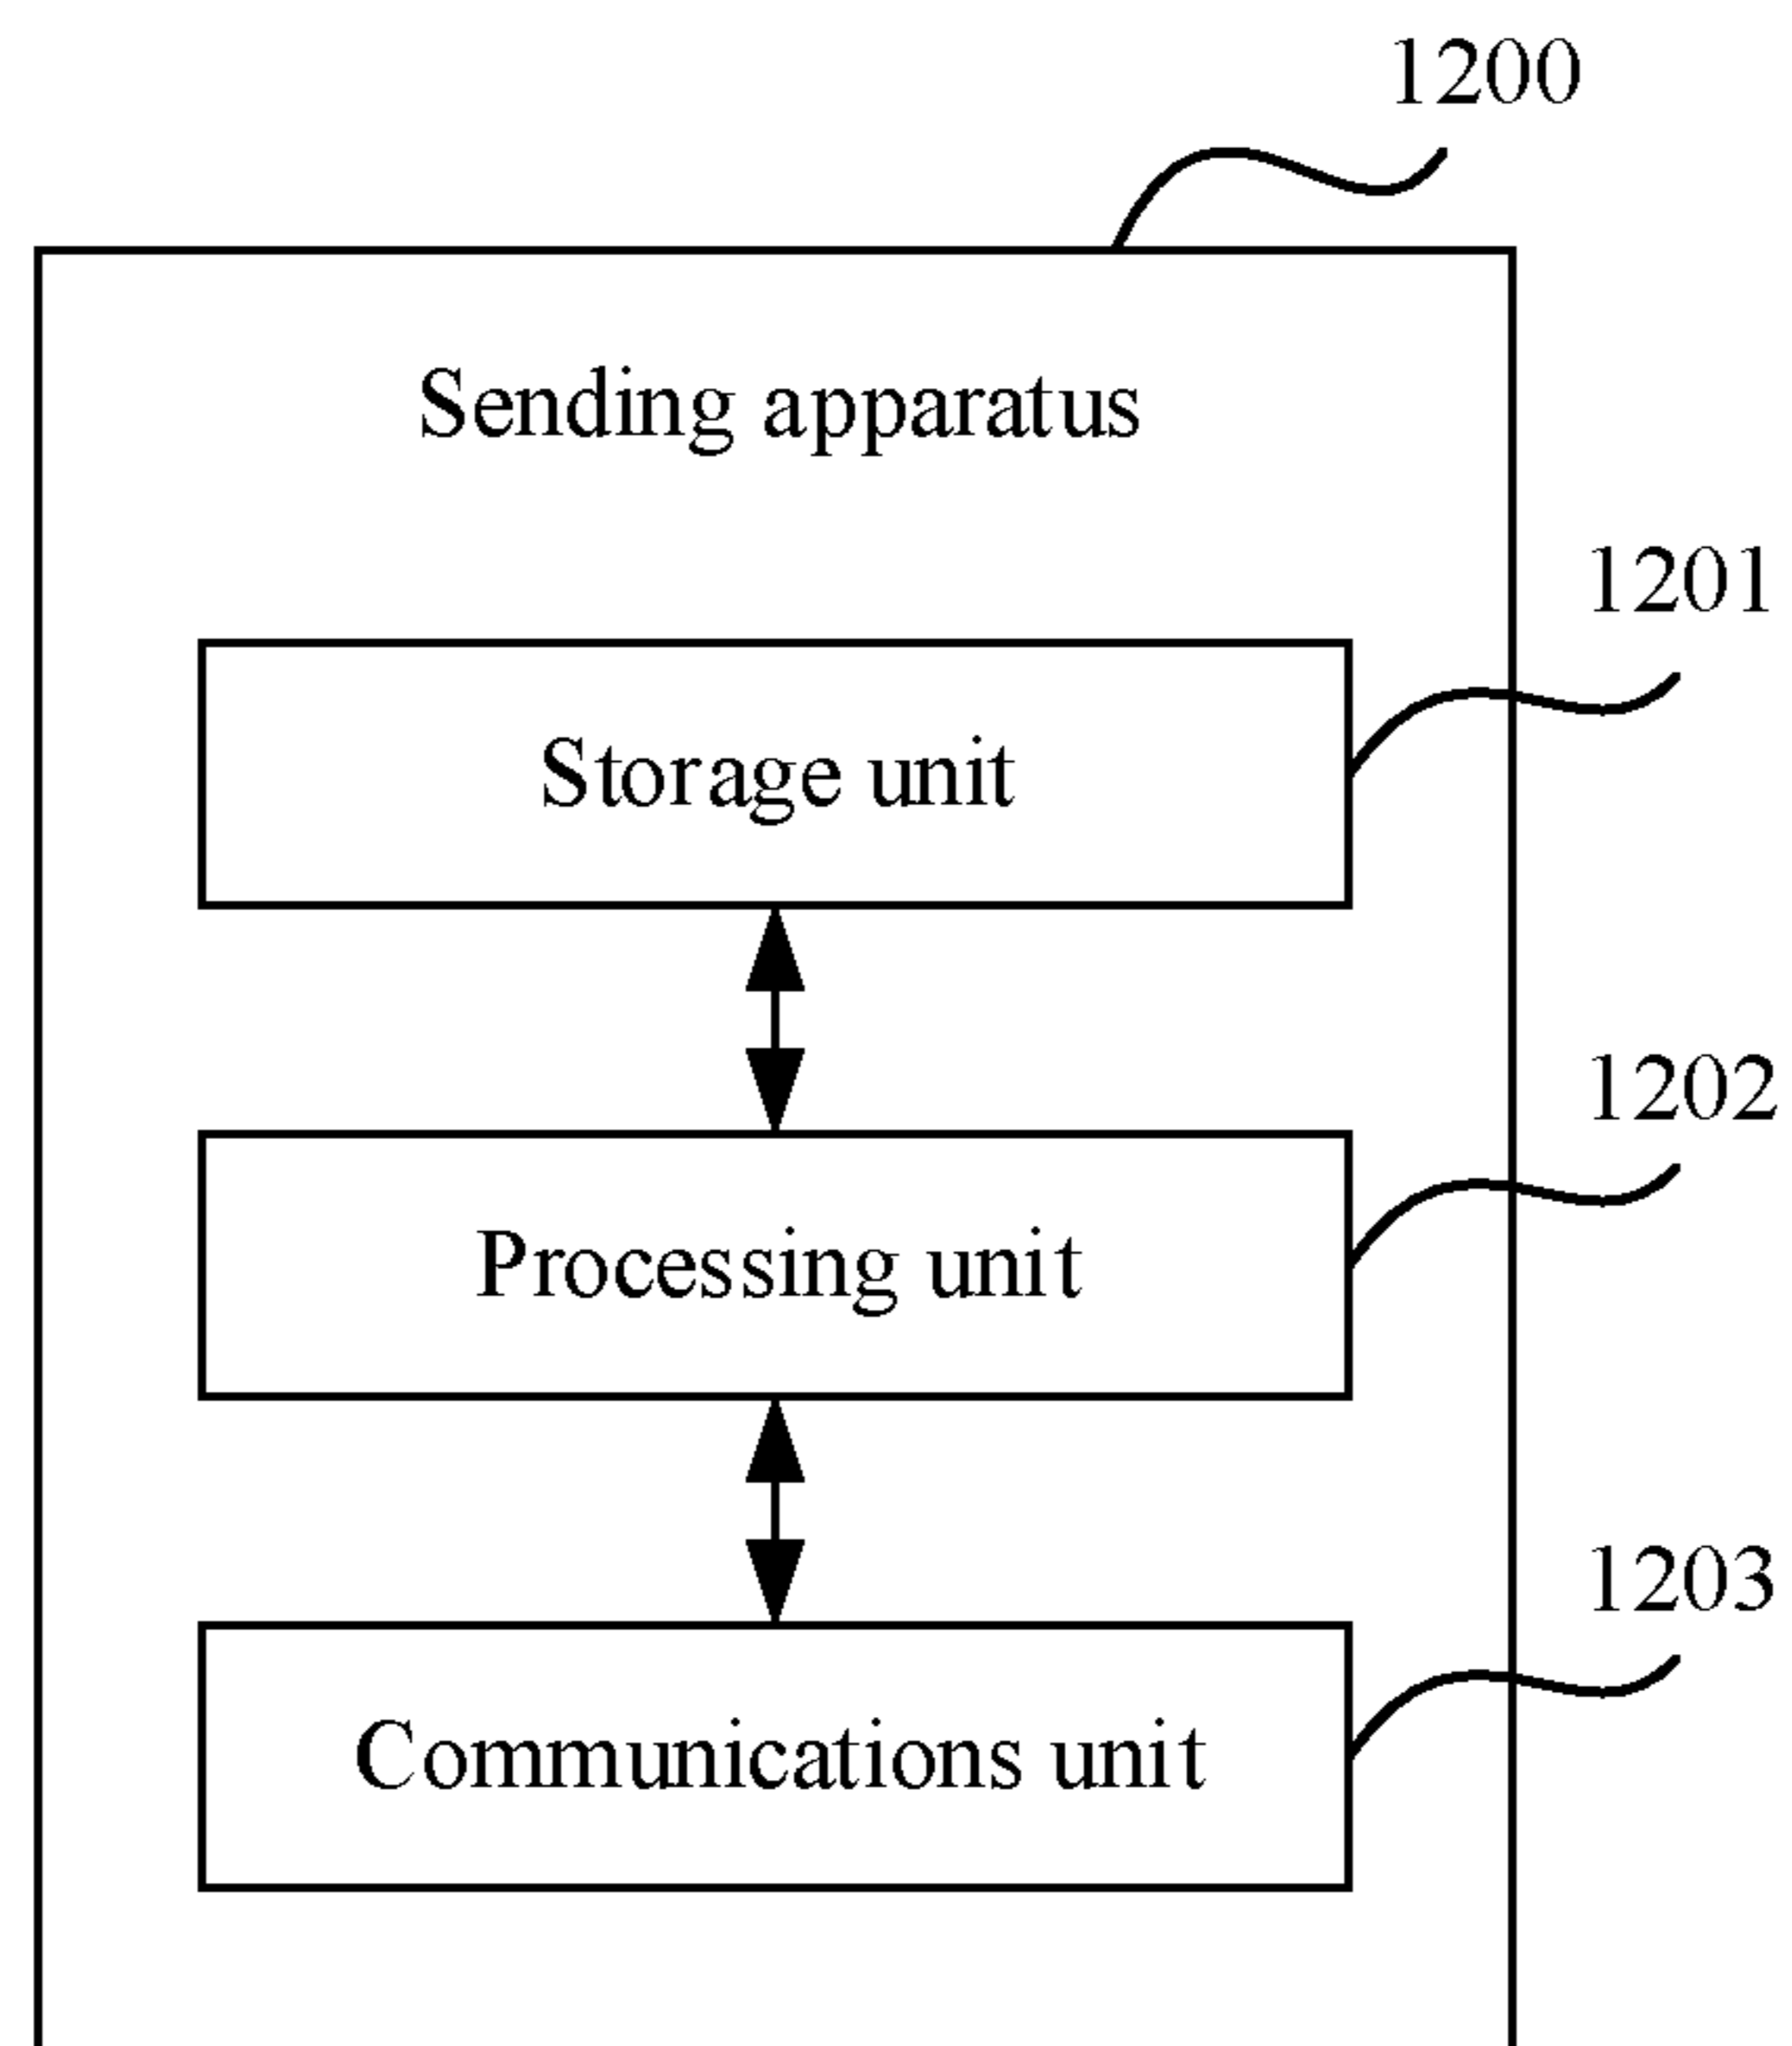 1200
Sending apparatus
1201
Storage unit
1202
Processing unit
1203
Communications unit